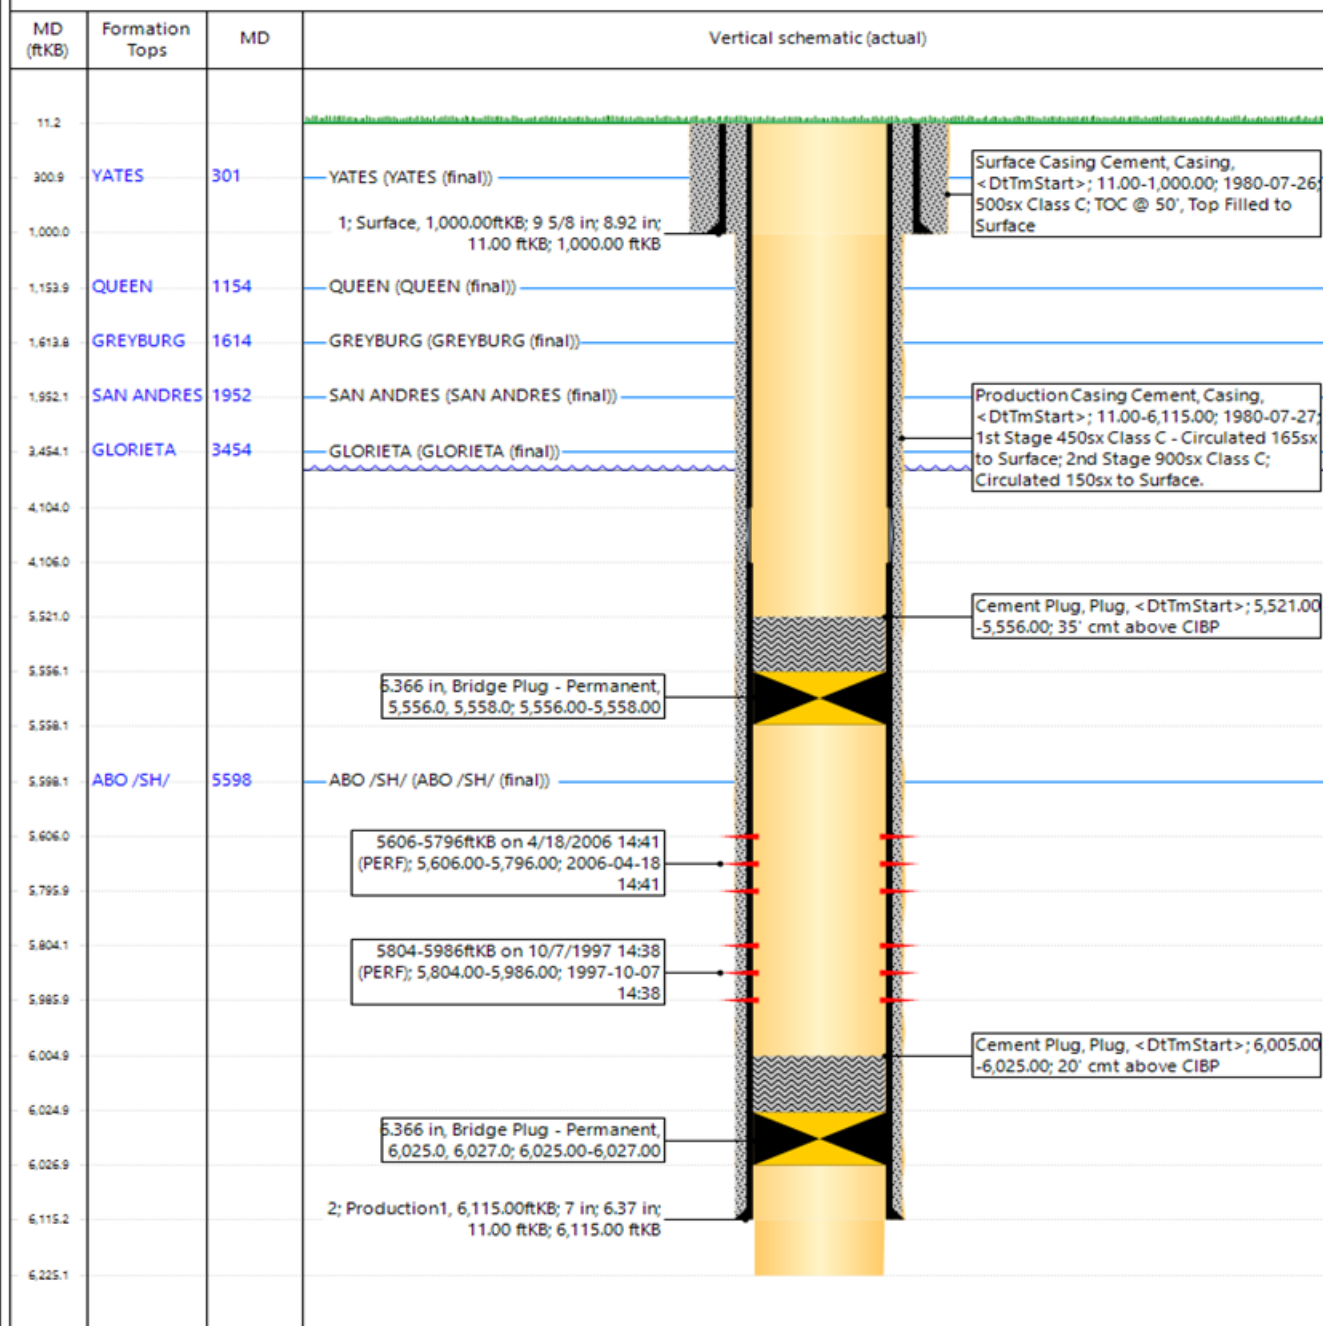 MD (ftKB)
Formation Tops
MD
Vertical schematic (actual)
11.2
300.9
YATES
301
YATES (YATES (final))
Surface Casing Cement, Casing,
<DtTmStart>; 11.00-1,000.00; 1980-07-26;
500sx Class C; TOC @ 50', Top Filled to
Surface
1,000.0
1; Surface, 1,000.00ftKB; 9 5/8 in; 8.92 in;
11.00 ftKB; 1,000.00 ftKB
1,153.9
QUEEN
1154
QUEEN (QUEEN (final))
1,613.8
GREYBURG
1614
GREYBURG (GREYBURG (final))
1,952.1
SAN ANDRES
1952
SAN ANDRES (SAN ANDRES (final))
Production Casing Cement, Casing,
<DtTmStart>; 11.00-6,115.00; 1980-07-27;
1st Stage 450sx Class C - Circulated 165sx
to Surface; 2nd Stage 900sx Class C;
Circulated 150sx to Surface.
3,454.1
GLORIETA
3454
GLORIETA (GLORIETA (final))
4,104.0
4,106.0
5,521.0
Cement Plug, Plug, <DtTmStart>; 5,521.00
-5,556.00; 35' cmt above CIBP
5,556.1
6.366 in, Bridge Plug - Permanent,
5,556.0, 5,558.0; 5,556.00-5,558.00
5,558.1
5,598.1
ABO /SH/
5598
ABO /SH/ (ABO /SH/ (final))
5,606.0
5606-5796ftKB on 4/18/2006 14:41
(PERF); 5,606.00-5,796.00; 2006-04-18
14:41
5,795.9
5,804.1
5804-5986ftKB on 10/7/1997 14:38
(PERF); 5,804.00-5,986.00; 1997-10-07
14:38
5,985.9
6,004.9
Cement Plug, Plug, <DtTmStart>; 6,005.00
-6,025.00; 20' cmt above CIBP
6,024.9
6.366 in, Bridge Plug - Permanent,
6,025.0, 6,027.0; 6,025.00-6,027.00
6,026.9
6,115.2
2; Production1, 6,115.00ftKB; 7 in; 6.37 in;
11.00 ftKB; 6,115.00 ftKB
6,225.1